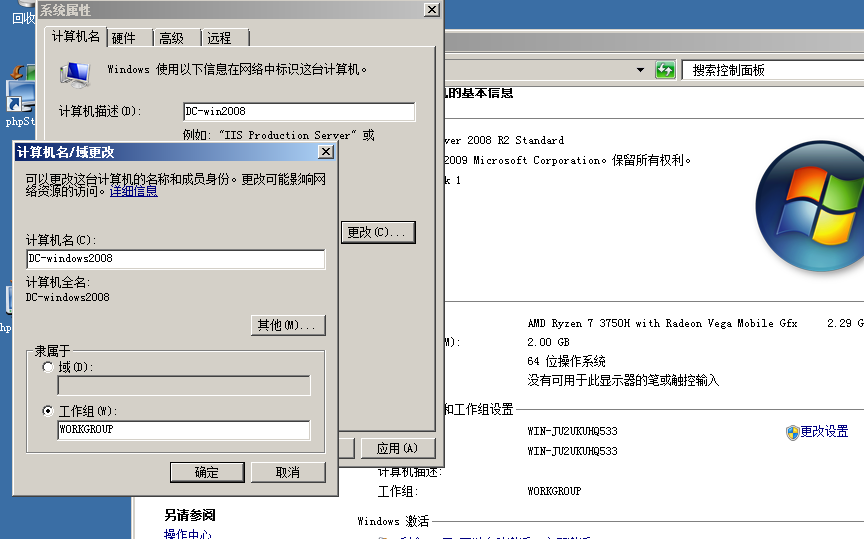 回收
phpSt
系统属性
计算机名 硬件 高级 远程
Windows 使用以下信息在网络中标识这台计算机。
计算机描述(D): DC-win2008
例如: "IIS Production Server" 或
更改(C)...
应用(A)
计算机名/域更改
可以更改这台计算机的名称和成员身份。更改可能影响网
络资源的访问。详细信息
计算机名(C):
DC-windows2008
计算机全名:
DC-windows2008
其他(M)...
隶属于
域(D):
工作组(W):
WORKGROUP
确定 取消
搜索控制面板
的基本信息
ver 2008 R2 Standard
2009 Microsoft Corporation。保留所有权利。
k 1
AMD Ryzen 7 3750H with Radeon Vega Mobile Gfx 2.29 G
M): 2.00 GB
64 位操作系统
没有可用于此显示器的笔或触控输入
和工作组设置
WIN-JU2UKUHQ533
更改设置
WIN-JU2UKUHQ533
计算机描述:
工作组: WORKGROUP
Windows 激活
另请参阅
操作中心